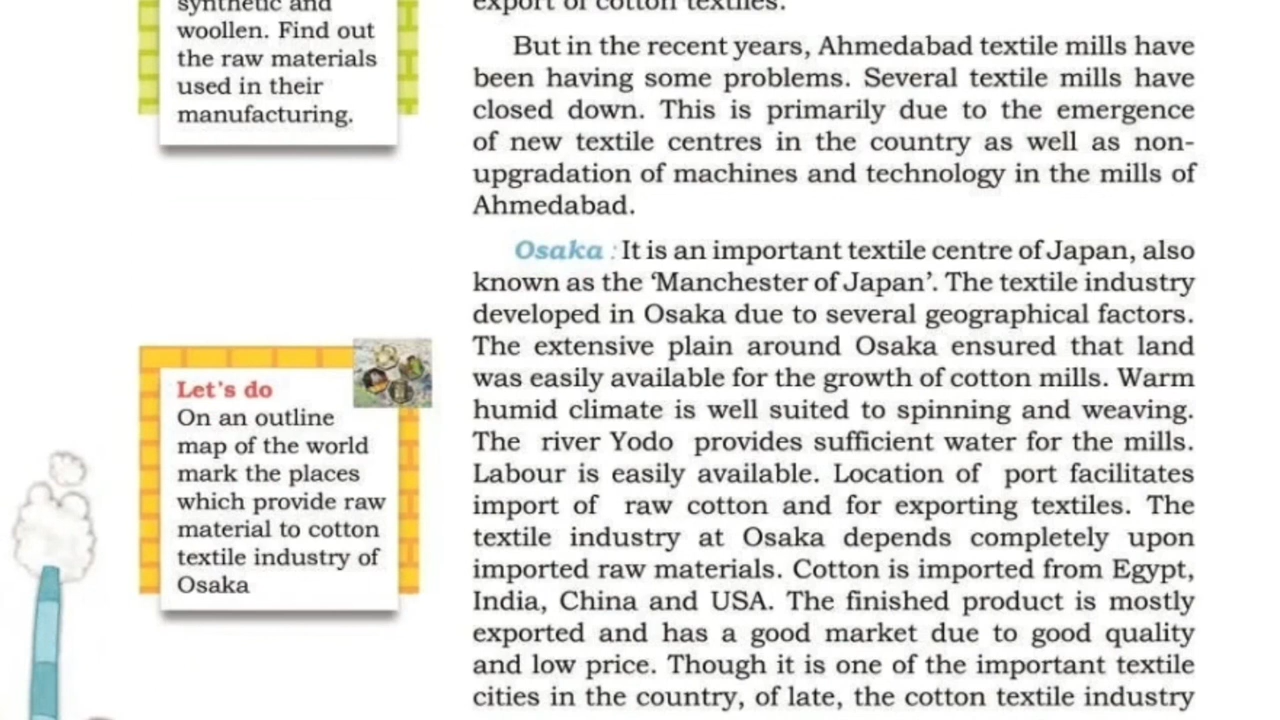 synthetic and
woollen. Find out
the raw materials
used in their
manufacturing.
export of cotton textiles.
But in the recent years, Ahmedabad textile mills have
been having some problems. Several textile mills have
closed down. This is primarily due to the emergence
of new textile centres in the country as well as non-
upgradation of machines and technology in the mills of
Ahmedabad.
Osaka : It is an important textile centre of Japan, also
known as the ‘Manchester of Japan’. The textile industry
developed in Osaka due to several geographical factors.
The extensive plain around Osaka ensured that land
was easily available for the growth of cotton mills. Warm
humid climate is well suited to spinning and weaving.
The river Yodo provides sufficient water for the mills.
Labour is easily available. Location of port facilitates
import of raw cotton and for exporting textiles. The
textile industry at Osaka depends completely upon
imported raw materials. Cotton is imported from Egypt,
India, China and USA. The finished product is mostly
exported and has a good market due to good quality
and low price. Though it is one of the important textile
cities in the country, of late, the cotton textile industry
Let's do
On an outline
map of the world
mark the places
which provide raw
material to cotton
textile industry of
Osaka